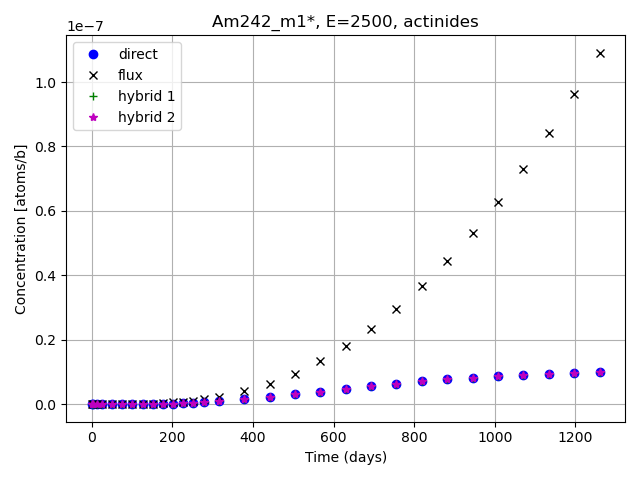 Am242_m1*, E=2500, actinides
1e−7
direct
flux
hybrid 1
hybrid 2
1.0
0.8
0.6
0.4
0.2
0.0
Concentration [atoms/b]
0 200 400 600 800 1000 1200
Time (days)